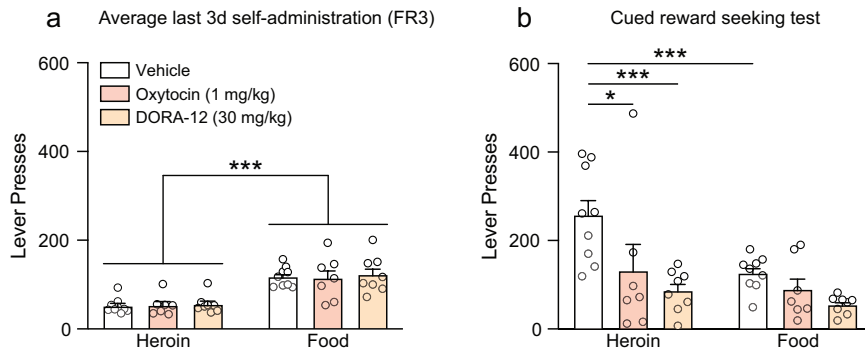 a Average last 3d self-administration (FR3)
Lever Presses
600
400
200
0
Vehicle
Oxytocin (1 mg/kg)
DORA-12 (30 mg/kg)
***
Heroin Food
b Cued reward seeking test
Lever Presses
600
400
200
0
***
***
*
Heroin Food